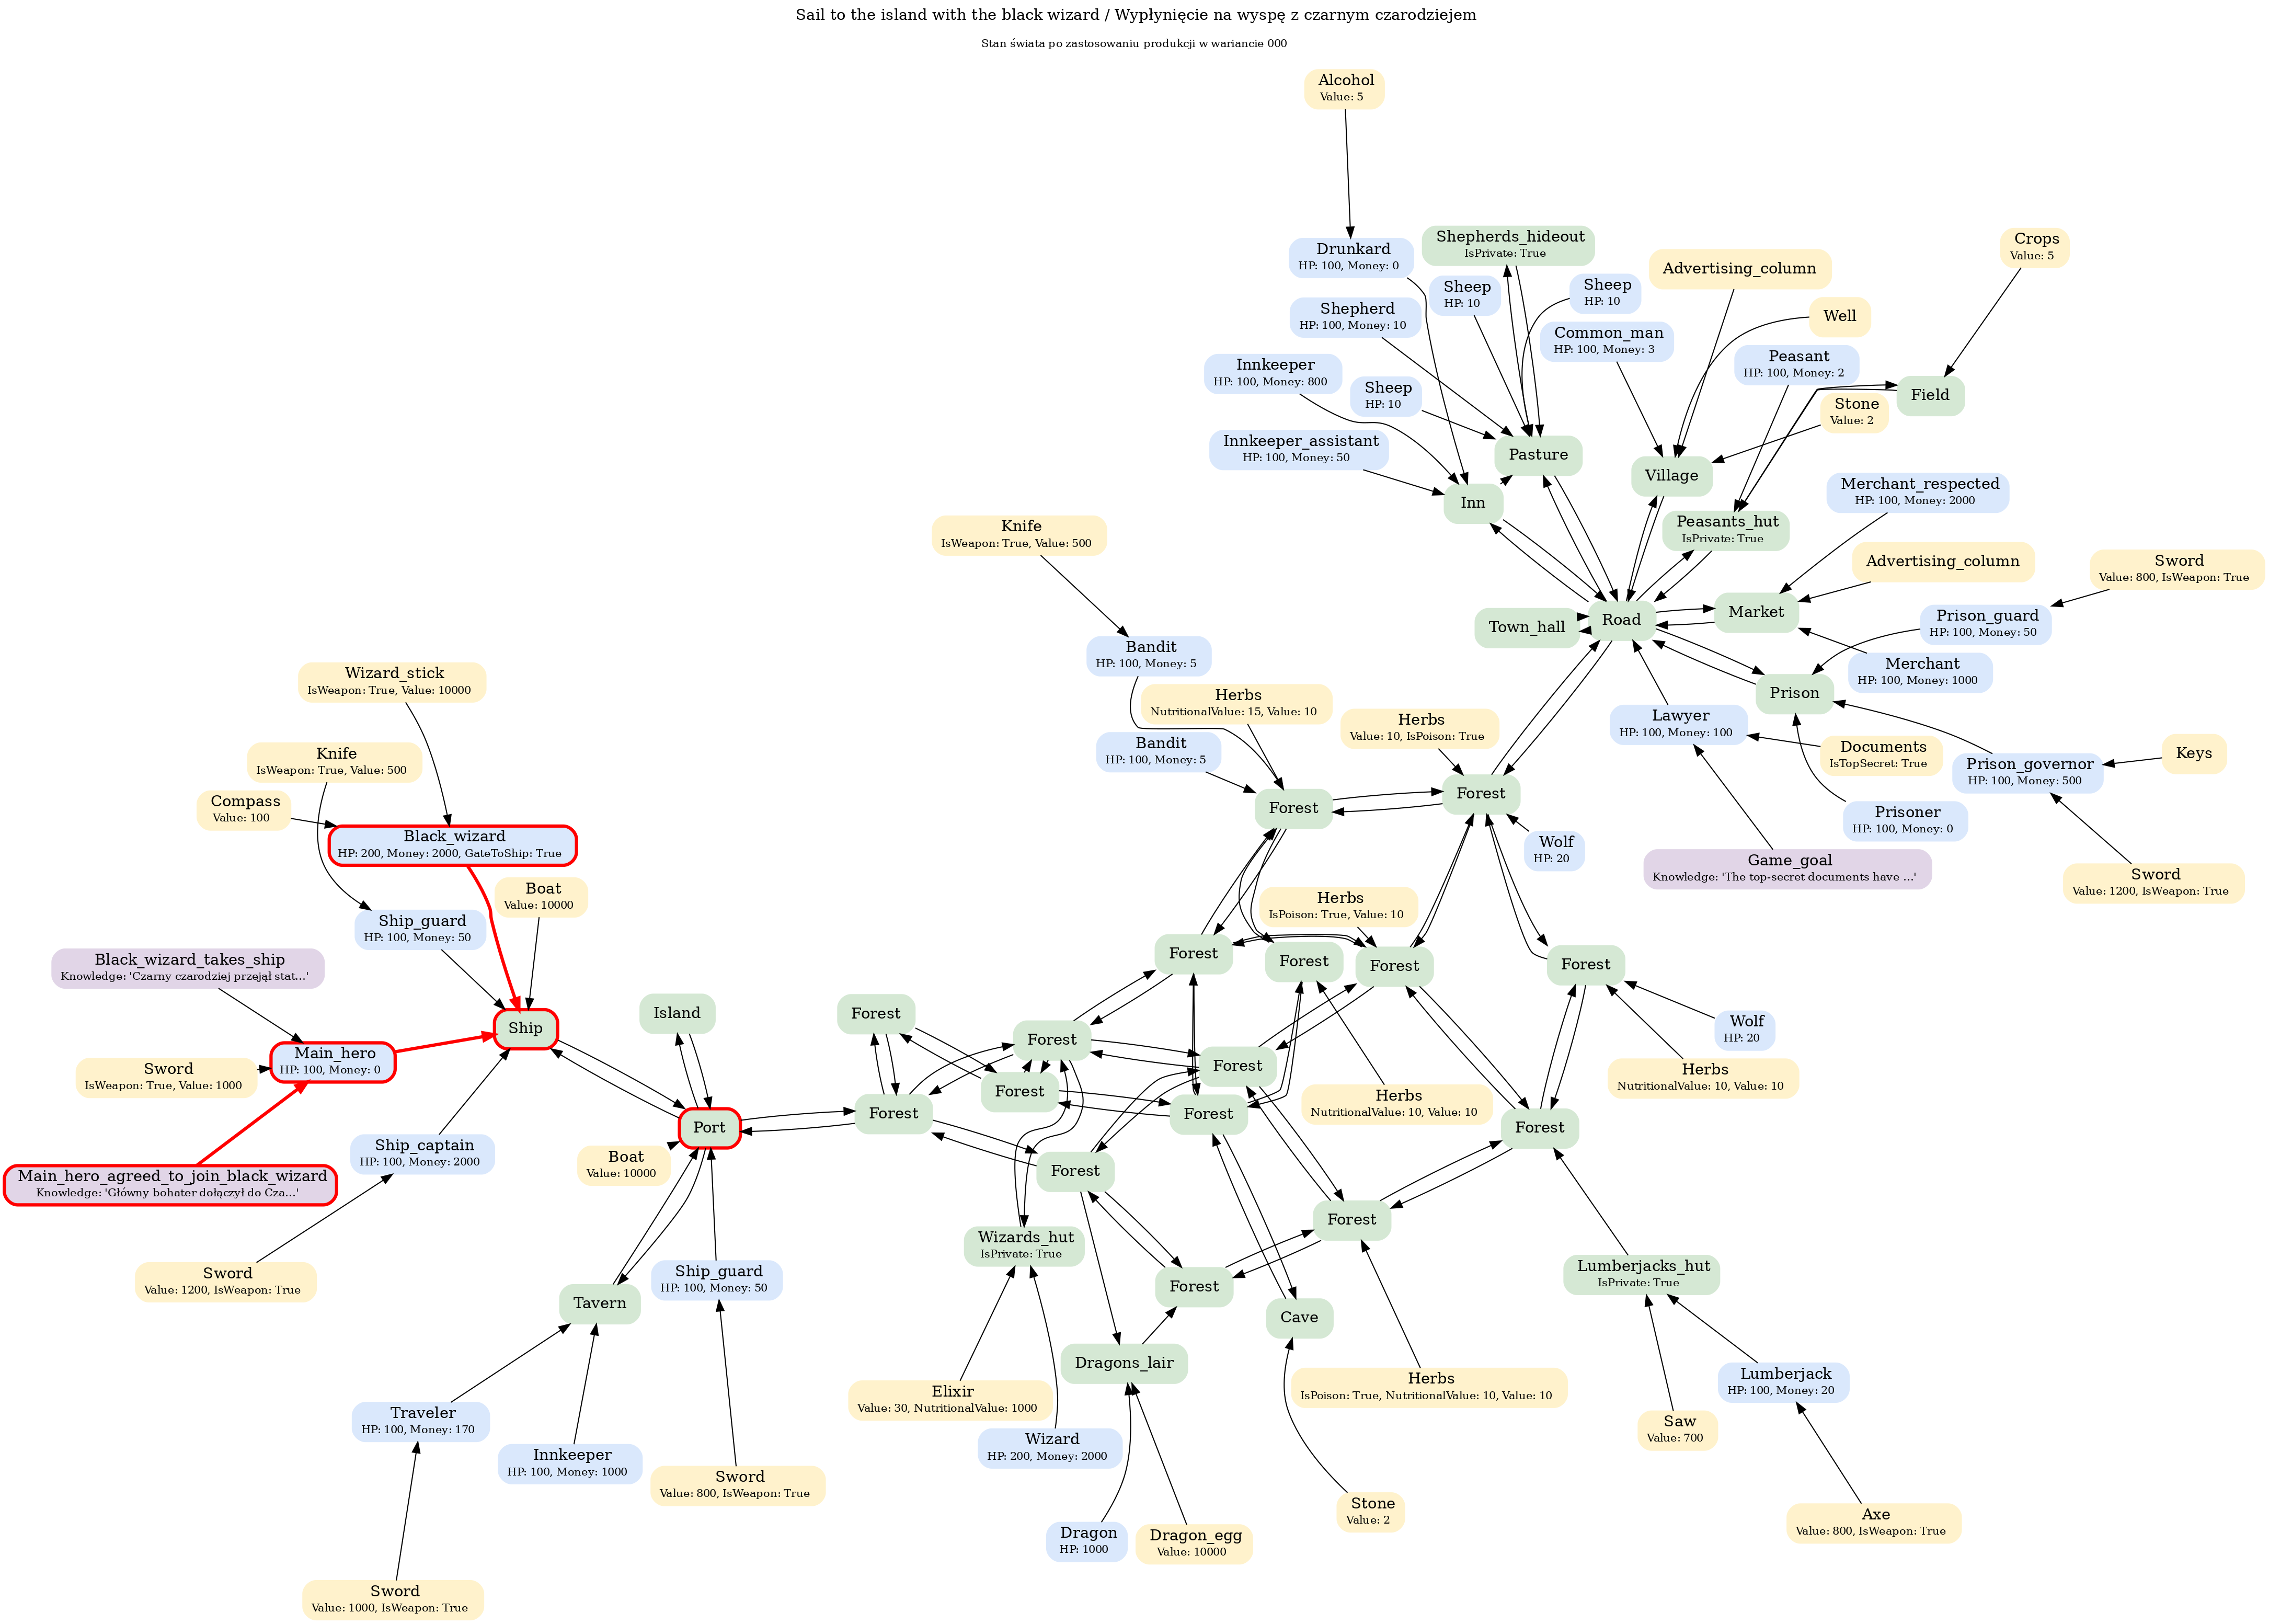 Sail to the island with the black wizard / Wypłynięcie na wyspę z czarnym czarodziejem
Stan świata po zastosowaniu produkcji w wariancie 000
Alcohol
Value: 5
Drunkard
HP: 100, Money: 0
Shepherds_hideout
IsPrivate: True
Crops
Value: 5
Advertising_column
Sheep
HP: 10
Sheep
HP: 10
Shepherd
HP: 100, Money: 10
Well
Common_man
HP: 100, Money: 3
Peasant
HP: 100, Money: 2
Innkeeper
HP: 100, Money: 800
Sheep
HP: 10
Field
Stone
Value: 2
Innkeeper_assistant
HP: 100, Money: 50
Pasture
Village
Inn
Merchant_respected
HP: 100, Money: 2000
Knife
IsWeapon: True, Value: 500
Peasants_hut
IsPrivate: True
Advertising_column
Sword
Value: 800, IsWeapon: True
Town_hall
Road
Market
Prison_guard
HP: 100, Money: 50
Bandit
HP: 100, Money: 5
Merchant
HP: 100, Money: 1000
Prison
Wizard_stick
IsWeapon: True, Value: 10000
Herbs
NutritionalValue: 15, Value: 10
Herbs
Value: 10, IsPoison: True
Lawyer
HP: 100, Money: 100
Documents
IsTopSecret: True
Keys
Knife
IsWeapon: True, Value: 500
Bandit
HP: 100, Money: 5
Prison_governor
HP: 100, Money: 500
Compass
Value: 100
Forest
Forest
Prisoner
HP: 100, Money: 0
Black_wizard
HP: 200, Money: 2000, GateToShip: True
Wolf
HP: 20
Game_goal
Knowledge: 'The top-secret documents have ...'
Sword
Value: 1200, IsWeapon: True
Boat
Value: 10000
Herbs
IsPoison: True, Value: 10
Ship_guard
HP: 100, Money: 50
Black_wizard_takes_ship
Knowledge: 'Czarny czarodziej przejął stat...'
Forest
Forest
Forest
Forest
Ship
Island
Forest
Forest
Wolf
HP: 20
Main_hero
HP: 100, Money: 0
Sword
IsWeapon: True, Value: 1000
Forest
Forest
Herbs
NutritionalValue: 10, Value: 10
Herbs
NutritionalValue: 10, Value: 10
Port
Forest
Forest
Forest
Ship_captain
HP: 100, Money: 2000
Boat
Value: 10000
Forest
Main_hero_agreed_to_join_black_wizard
Knowledge: 'Główny bohater dołączył do Cza...'
Forest
Wizards_hut
IsPrivate: True
Sword
Value: 1200, IsWeapon: True
Ship_guard
HP: 100, Money: 50
Forest
Lumberjacks_hut
IsPrivate: True
Tavern
Cave
Dragons_lair
Elixir
Value: 30, NutritionalValue: 1000
Herbs
IsPoison: True, NutritionalValue: 10, Value: 10
Lumberjack
HP: 100, Money: 20
Traveler
HP: 100, Money: 170
Saw
Value: 700
Wizard
HP: 200, Money: 2000
Innkeeper
HP: 100, Money: 1000
Sword
Value: 800, IsWeapon: True
Stone
Value: 2
Axe
Value: 800, IsWeapon: True
Dragon
HP: 1000
Dragon_egg
Value: 10000
Sword
Value: 1000, IsWeapon: True